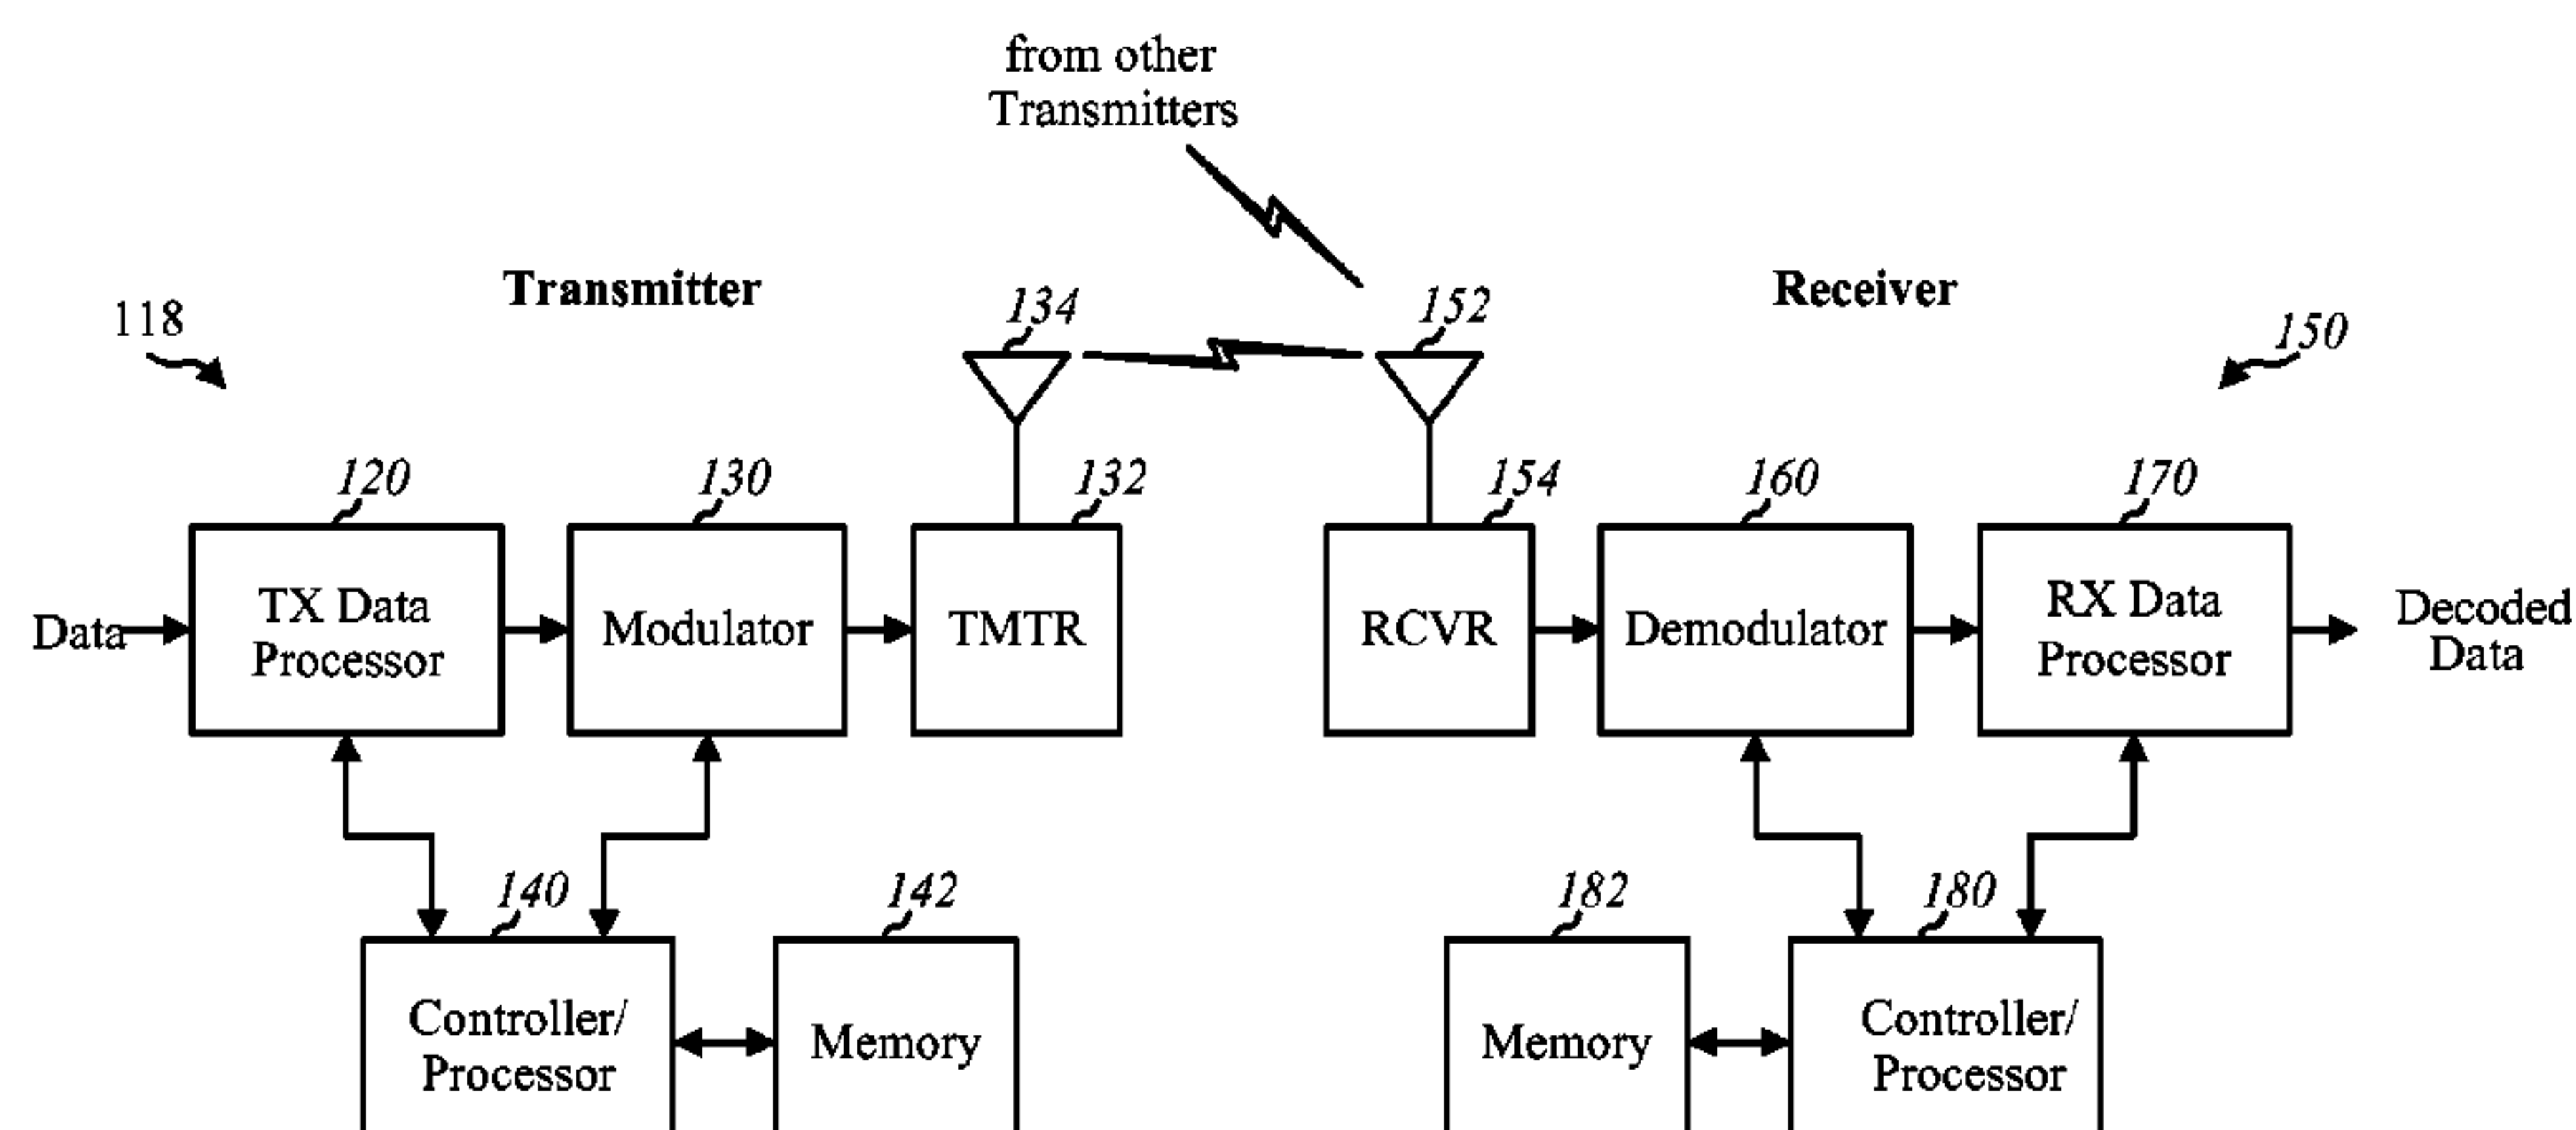 from other
Transmitters
Transmitter
Receiver
118
134
152
150
120
130
132
154
160
170
Data
TX Data
Processor
Modulator
TMTR
RCVR
Demodulator
RX Data
Processor
Decoded
Data
140
142
182
180
Controller/
Processor
Memory
Memory
Controller/
Processor